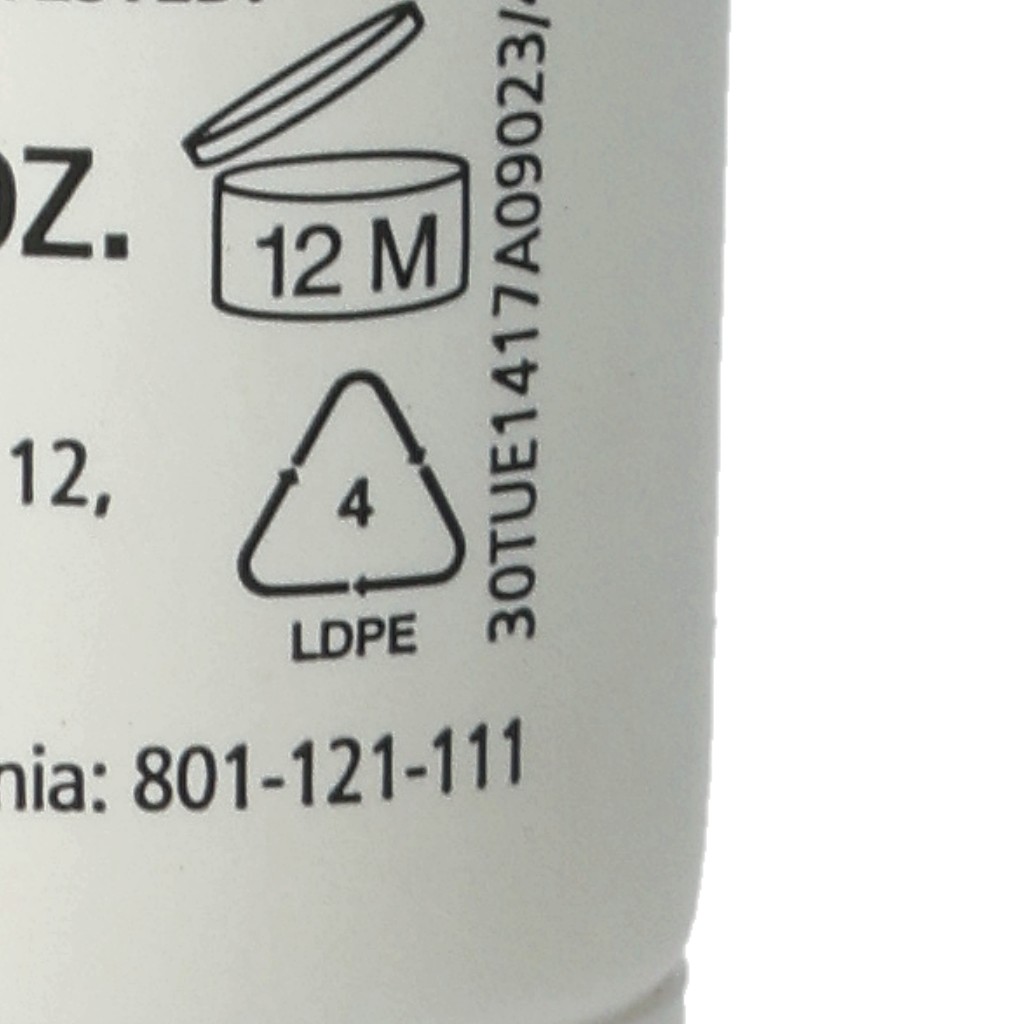 OZ.
12 M
12,
4
LDPE
30TUE1417A09023/
nia: 801-121-111